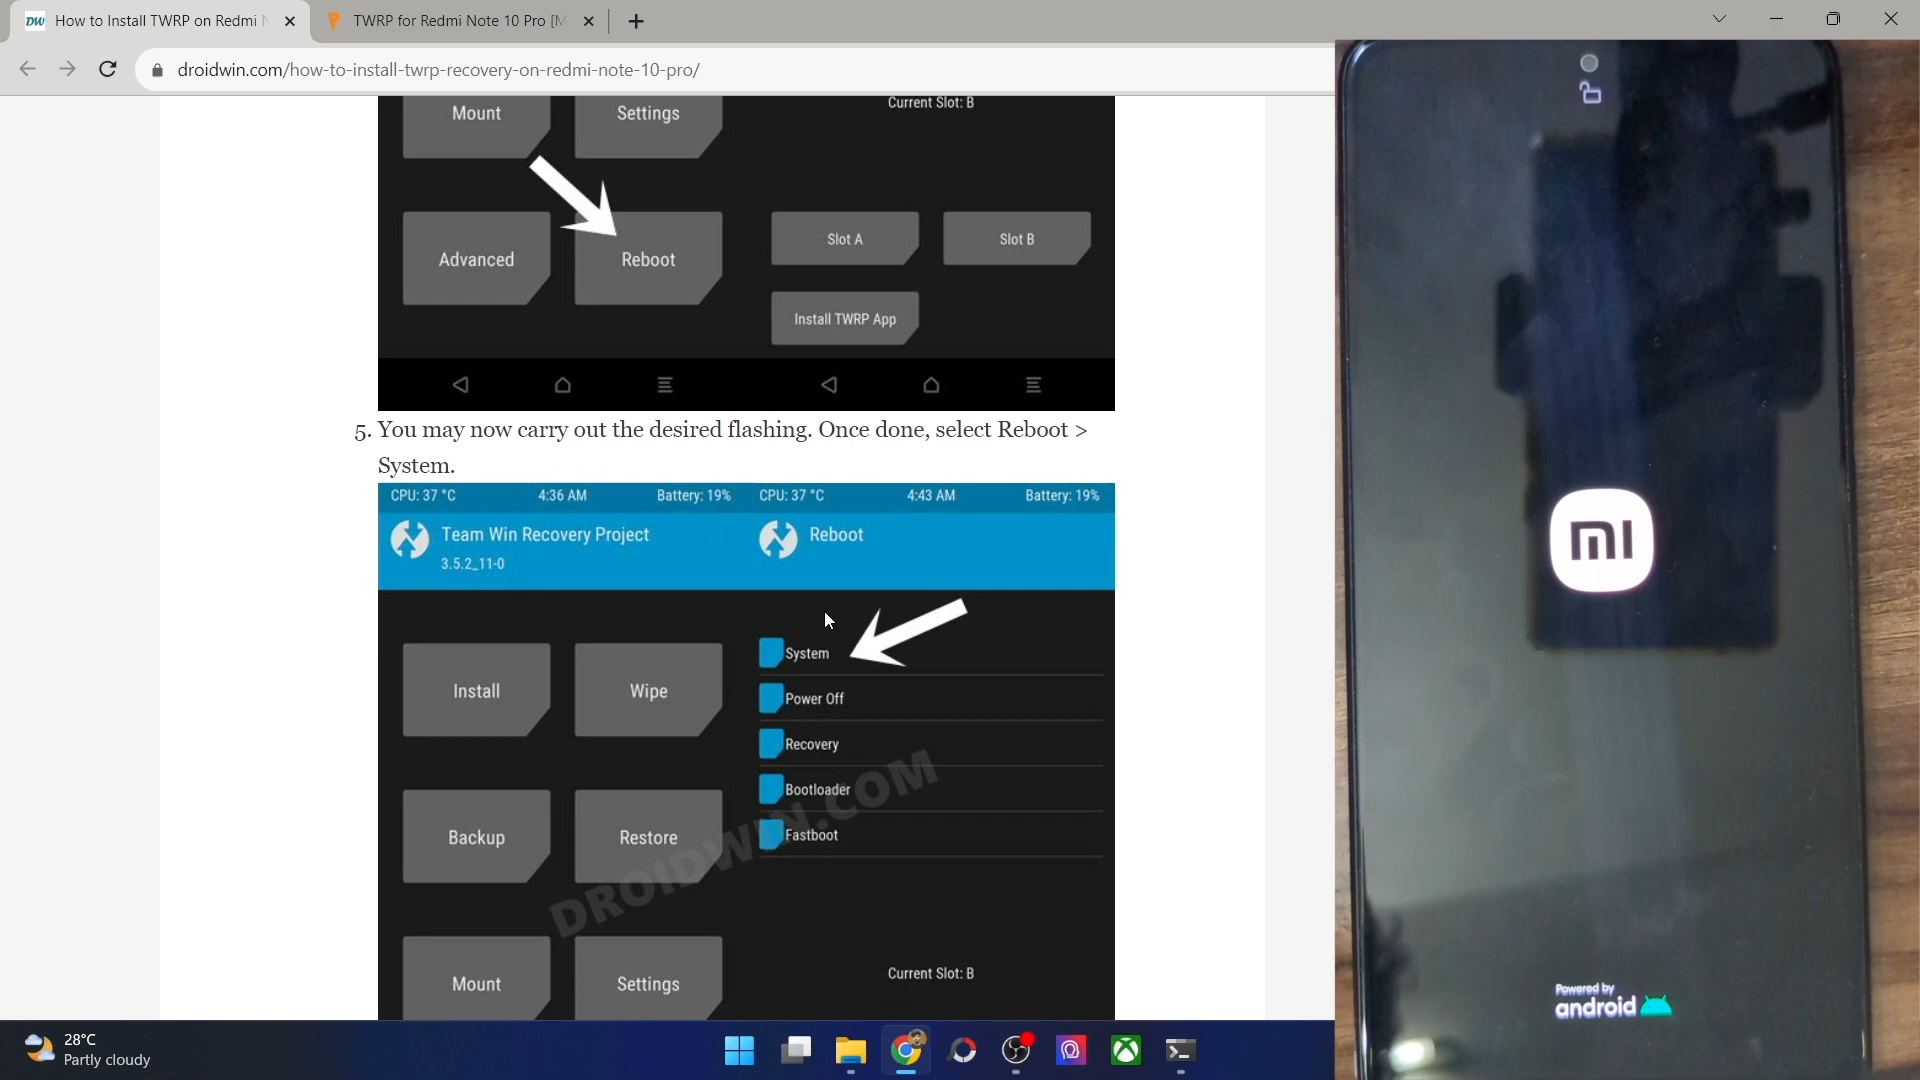 How to Install TWRP on Redmi N
TWRP for Redmi Note 10 Pro [M
droidwin.com/how-to-install-twrp-recovery-on-redmi-note-10-pro/
Mount
Settings
Current Slot: B
Advanced
Reboot
Slot A
Slot B
Install TWRP App
5. You may now carry out the desired flashing. Once done, select Reboot >
System.
CPU: 37 °C
4:36 AM
Battery: 19%
CPU: 37 °C
4:43 AM
Battery: 19%
Team Win Recovery Project
3.5.2_11-0
Reboot
Install
Wipe
System
Power Off
Recovery
Bootloader
Fastboot
Backup
Restore
DROIDWIN.COM
Mount
Settings
Current Slot: B
28°C
Partly cloudy
mi
Powered by
android